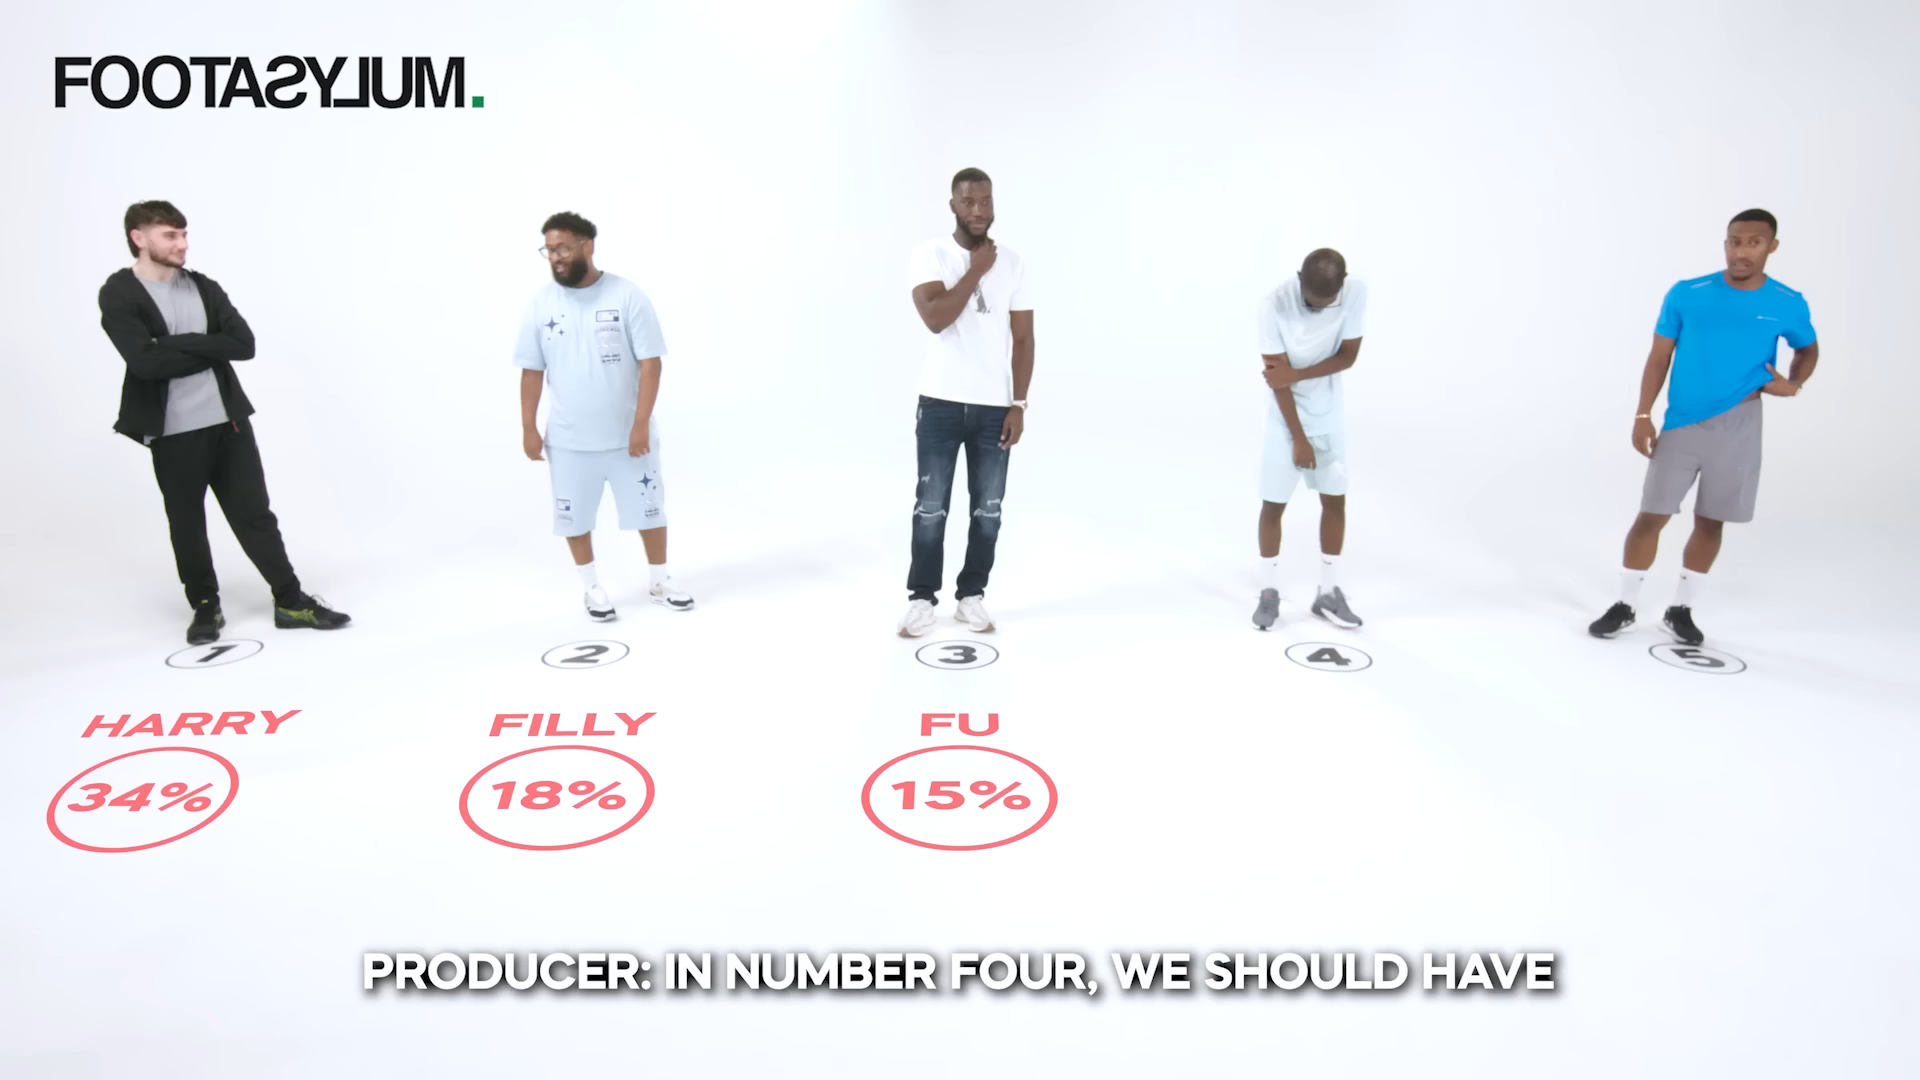 FOOTASYLUM.
1
2
3
4
5
HARRY
FILLY
FU
34%
18%
15%
PRODUCER: IN NUMBER FOUR, WE SHOULD HAVE